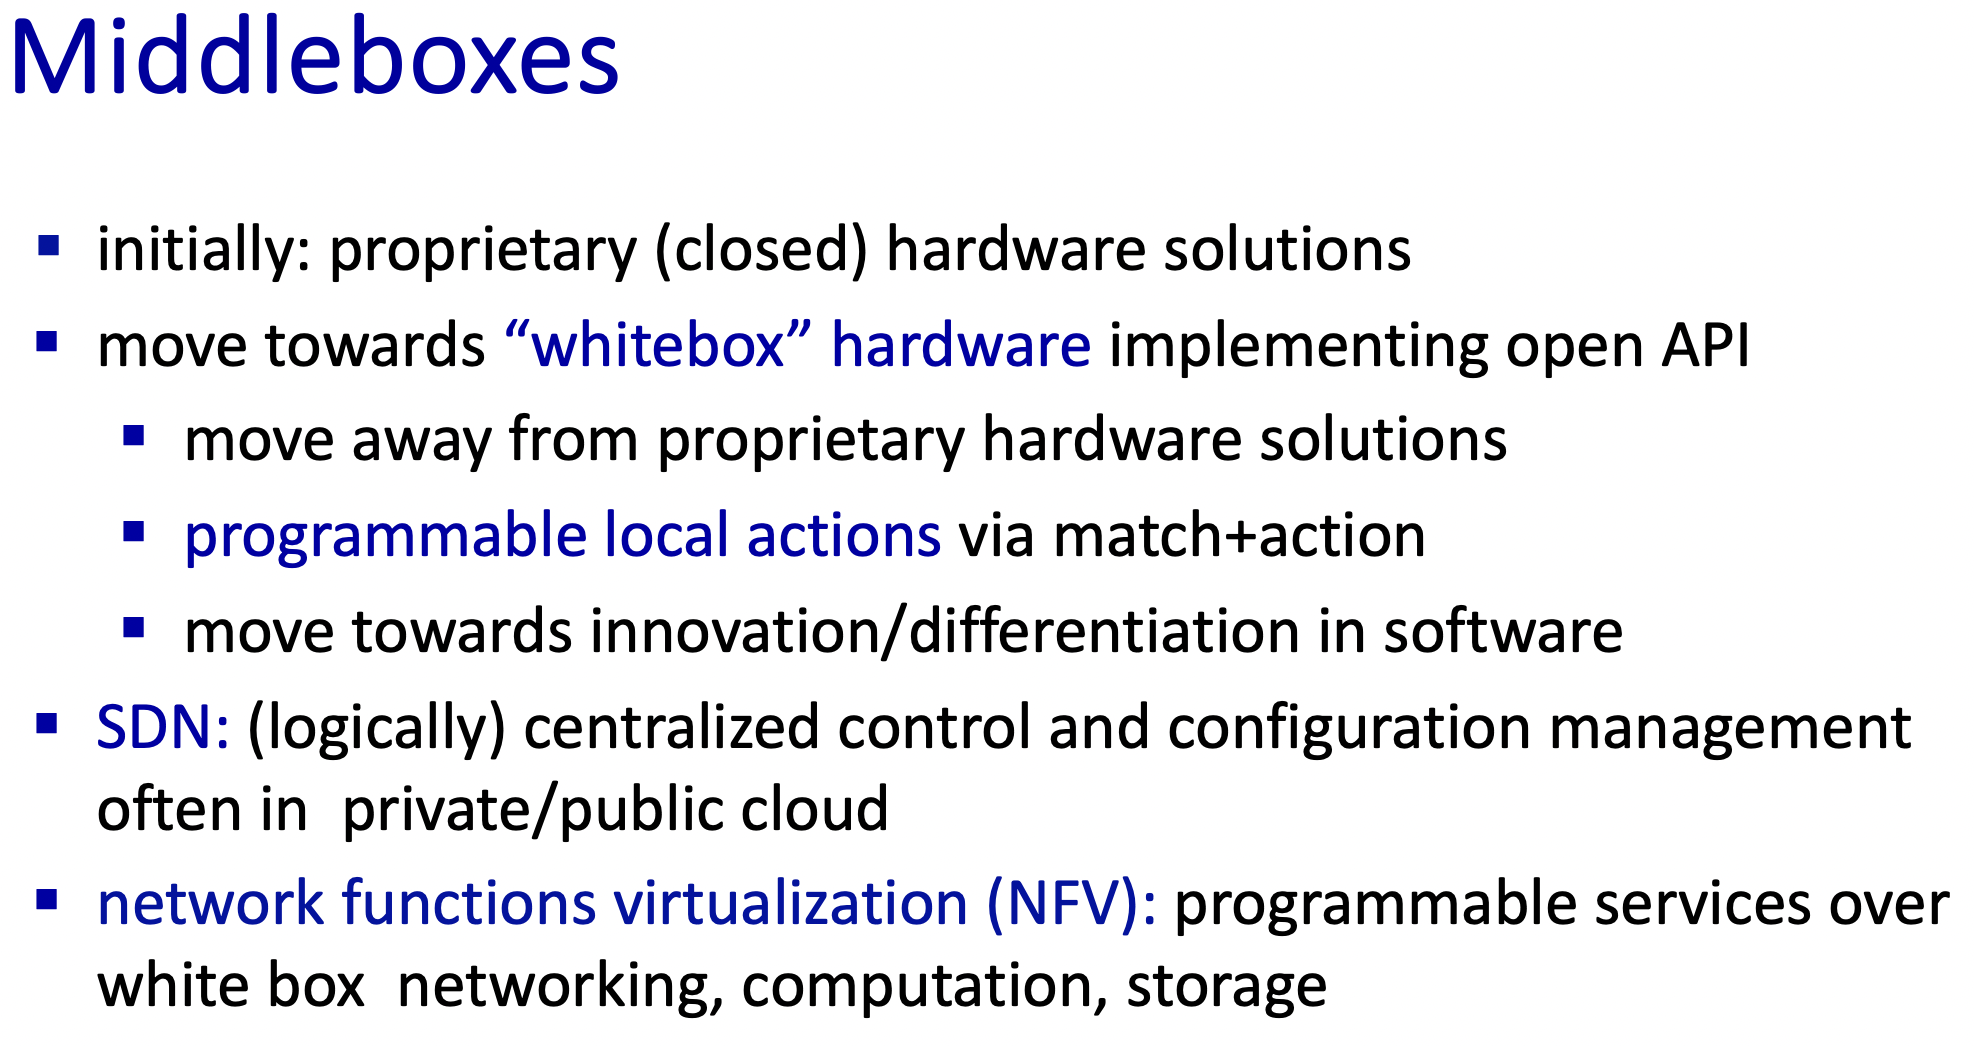 Middleboxes
initially: proprietary (closed) hardware solutions
move towards “whitebox” hardware implementing open API
move away from proprietary hardware solutions
programmable local actions via match+action
move towards innovation/differentiation in software
SDN: (logically) centralized control and configuration management
often in private/public cloud
network functions virtualization (NFV): programmable services over
white box networking, computation, storage